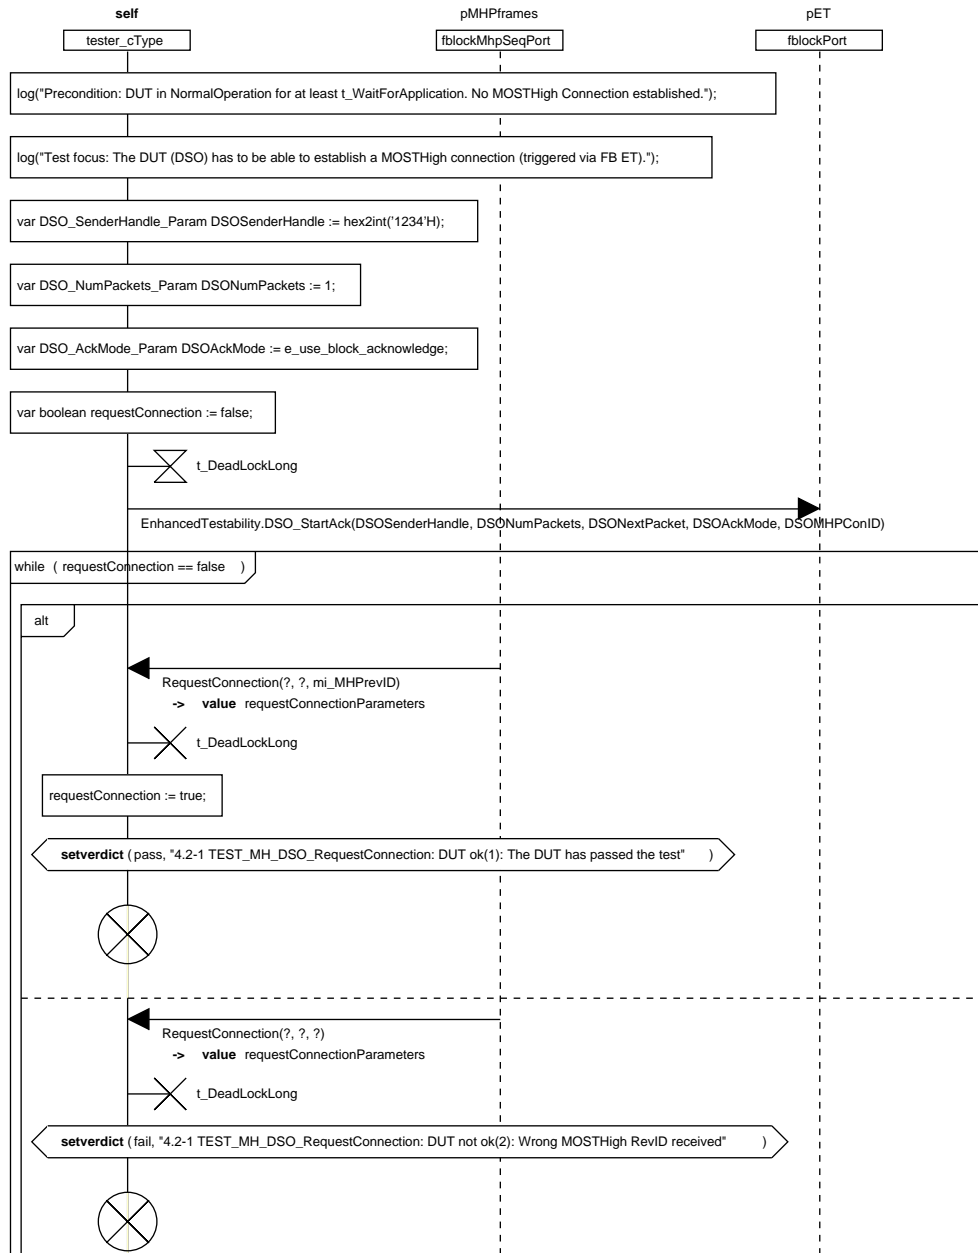 self pMHPframes pET
tester_cType fblockMhpSeqPort fblockPort
log("Precondition: DUT in NormalOperation for at least t_WaitForApplication. No MOSTHigh Connection established.");
log("Test focus: The DUT (DSO) has to be able to establish a MOSTHigh connection (triggered via FB ET).");
var DSO_SenderHandle_Param DSOSenderHandle := hex2int('1234'H);
var DSO_NumPackets_Param DSONumPackets := 1;
var DSO_AckMode_Param DSOAckMode := e_use_block_acknowledge;
var boolean requestConnection := false;
t_DeadLockLong
EnhancedTestability.DSO_StartAck(DSOSenderHandle, DSONumPackets, DSONextPacket, DSOAckMode, DSOMHPConID)
while ( requestConnection == false )
alt
RequestConnection(?, ?, mi_MHPrevID)
-> value requestConnectionParameters
t_DeadLockLong
requestConnection := true;
setverdict (pass, "4.2-1 TEST_MH_DSO_RequestConnection: DUT ok(1): The DUT has passed the test" )
RequestConnection(?, ?, ?)
-> value requestConnectionParameters
t_DeadLockLong
setverdict (fail, "4.2-1 TEST_MH_DSO_RequestConnection: DUT not ok(2): Wrong MOSTHigh RevID received" )